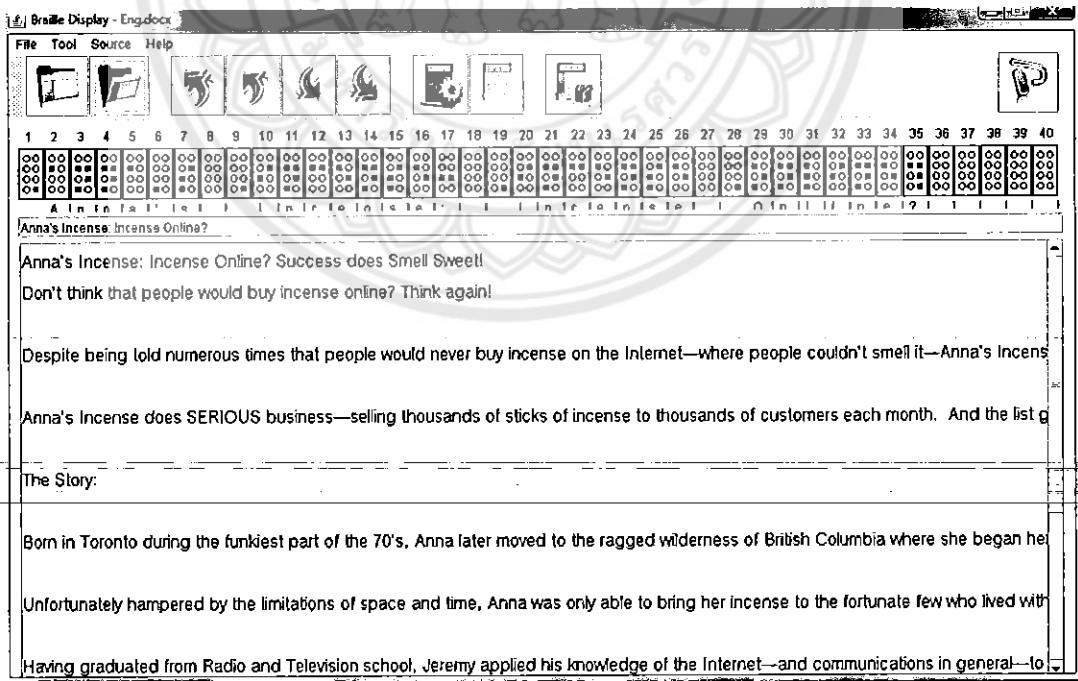 Braille Display - Eng.docx
File Tool Source Help
1 2 3 4 5 6 7 8 9 10 11 12 13 14 15 16 17 18 19 20 21 22 23 24 25 26 27 28 29 30 31 32 33 34 35 36 37 38 39 40
Anna's Incense: Incense Online?
Anna's Incense: Incense Online? Success does Smell Sweet!
Don't think that people would buy incense online? Think again!
Despite being told numerous times that people would never buy incense on the Internet—where people couldn't smell it—Anna's Incens
Anna's Incense does SERIOUS business—selling thousands of sticks of incense to thousands of customers each month. And the list g
The Story:
Born in Toronto during the funkiest part of the 70's, Anna later moved to the ragged wilderness of British Columbia where she began he
Unfortunately hampered by the limitations of space and time, Anna was only able to bring her incense to the fortunate few who lived with
Having graduated from Radio and Television school, Jeremy applied his knowledge of the Internet—and communications in general—to